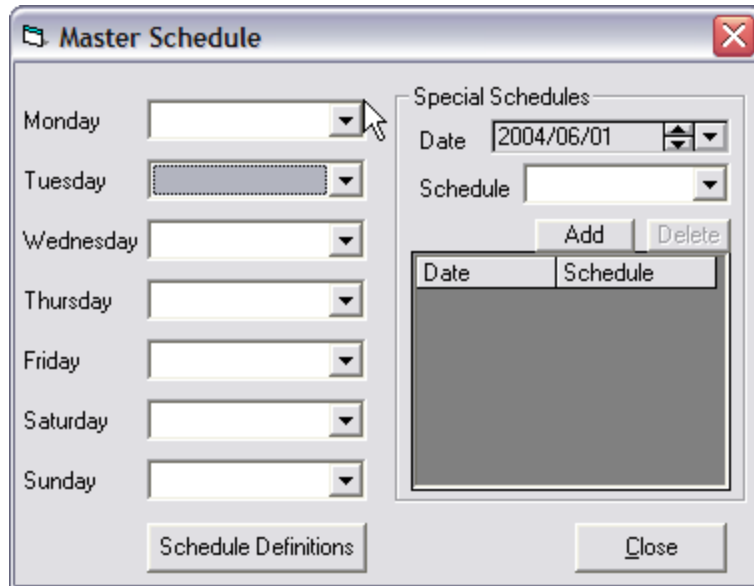 Master Schedule
Monday
Tuesday
Wednesday
Thursday
Friday
Saturday
Sunday
Schedule Definitions
Special Schedules
Date 2004/06/01
Schedule
Add Delete
Date Schedule
Close